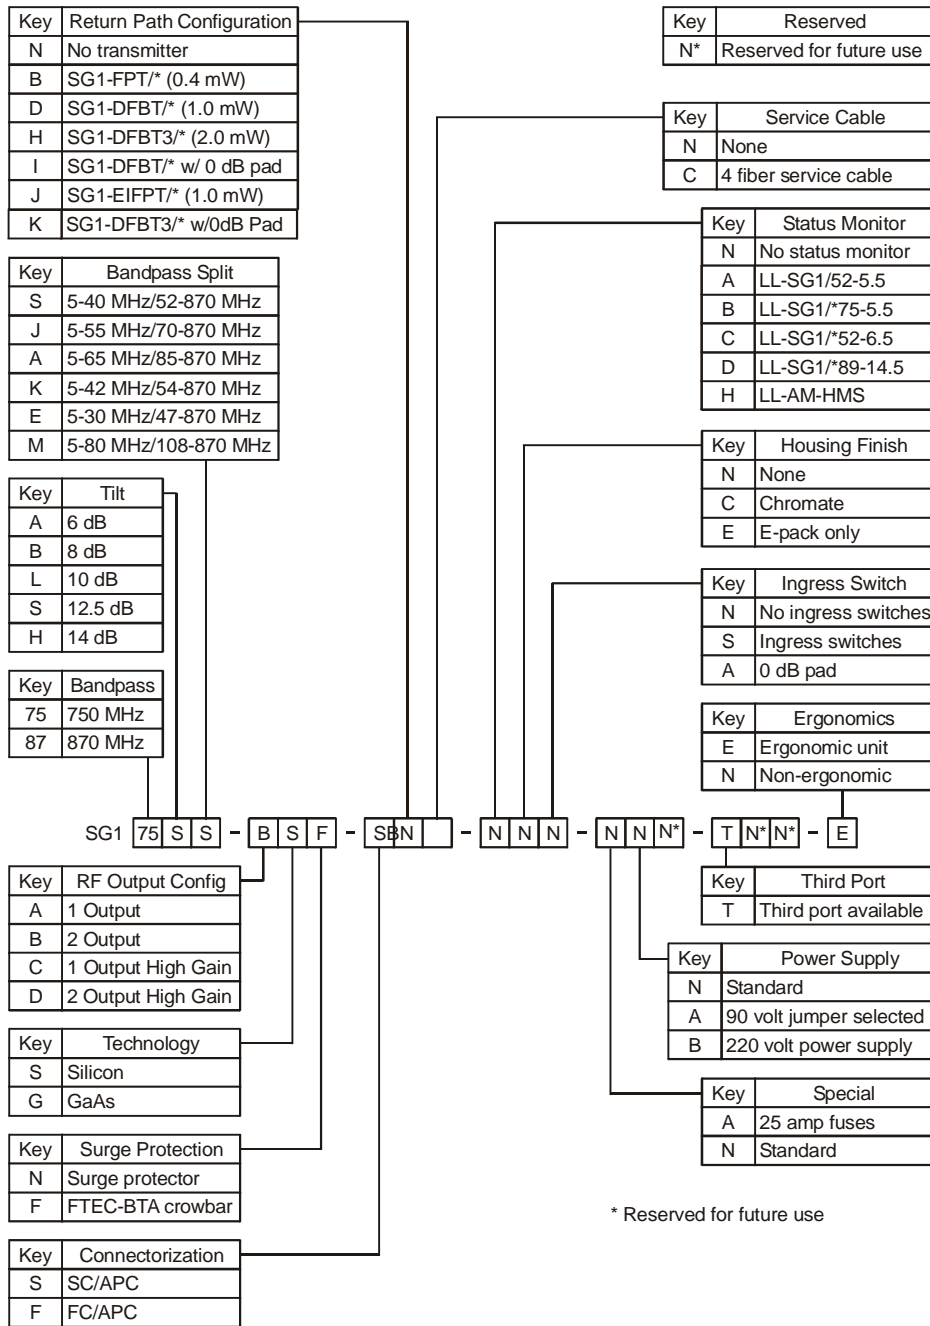 Key Return Path Configuration
N No transmitter
B SG1-FPT/* (0.4 mW)
D SG1-DFBT/* (1.0 mW)
H SG1-DFBT3/* (2.0 mW)
I SG1-DFBT/* w/ 0 dB pad
J SG1-EIFPT/* (1.0 mW)
K SG1-DFBT3/* w/0dB Pad
Key Bandpass Split
S 5-40 MHz/52-870 MHz
J 5-55 MHz/70-870 MHz
A 5-65 MHz/85-870 MHz
K 5-42 MHz/54-870 MHz
E 5-30 MHz/47-870 MHz
M 5-80 MHz/108-870 MHz
Key Tilt
A 6 dB
B 8 dB
L 10 dB
S 12.5 dB
H 14 dB
Key Bandpass
75 750 MHz
87 870 MHz
Key Reserved
N* Reserved for future use
Key Service Cable
N None
C 4 fiber service cable
Key Status Monitor
N No status monitor
A LL-SG1/52-5.5
B LL-SG1/*75-5.5
C LL-SG1/*52-6.5
D LL-SG1/*89-14.5
H LL-AM-HMS
Key Housing Finish
N None
C Chromate
E E-pack only
Key Ingress Switch
N No ingress switches
S Ingress switches
A 0 dB pad
Key Ergonomics
E Ergonomic unit
N Non-ergonomic
SG1 75 S S - B S F - SBN - N N N - N N N* - T N* N* - E
Key RF Output Config
A 1 Output
B 2 Output
C 1 Output High Gain
D 2 Output High Gain
Key Technology
S Silicon
G GaAs
Key Surge Protection
N Surge protector
F FTEC-BTA crowbar
Key Connectorization
S SC/APC
F FC/APC
Key Third Port
T Third port available
Key Power Supply
N Standard
A 90 volt jumper selected
B 220 volt power supply
Key Special
A 25 amp fuses
N Standard
* Reserved for future use